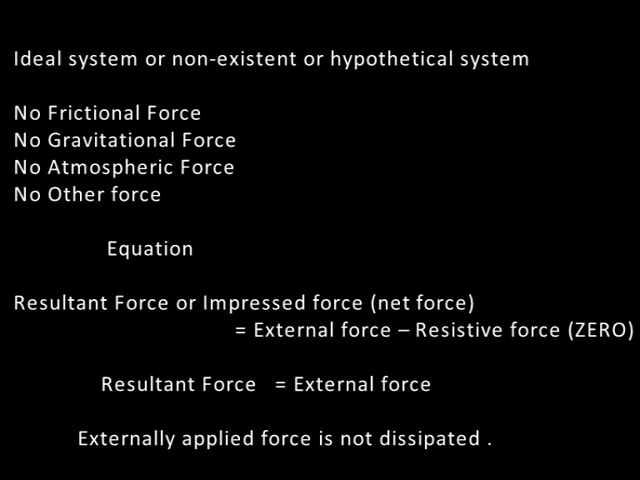 Ideal system or non-existent or hypothetical system
No Frictional Force
No Gravitational Force
No Atmospheric Force
No Other force
Equation
Resultant Force or Impressed force (net force)
= External force – Resistive force (ZERO)
Resultant Force = External force
Externally applied force is not dissipated .